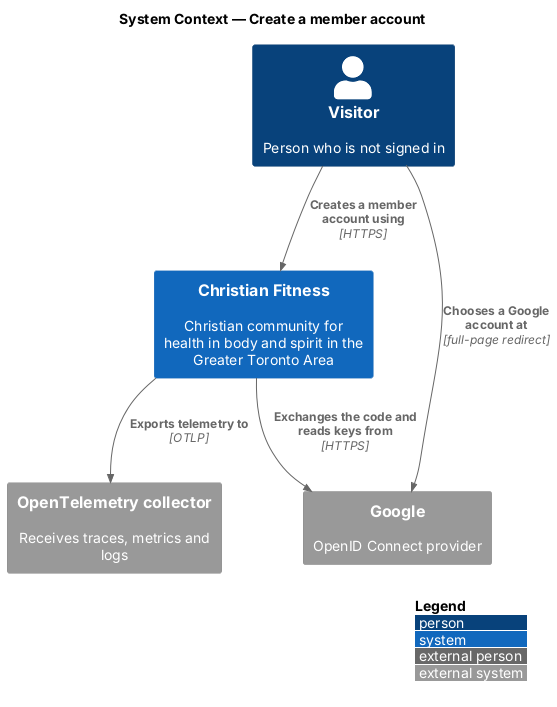 System Context — Create a member account
Visitor
Person who is not signed in
Creates a member
account using
[HTTPS]
Christian Fitness
Christian community for
health in body and spirit in the
Greater Toronto Area
Chooses a Google
account at
[full-page redirect]
Exports telemetry to
[OTLP]
Exchanges the code and
reads keys from
[HTTPS]
OpenTelemetry collector
Receives traces, metrics and
logs
Google
OpenID Connect provider
Legend
person
system
external person
external system